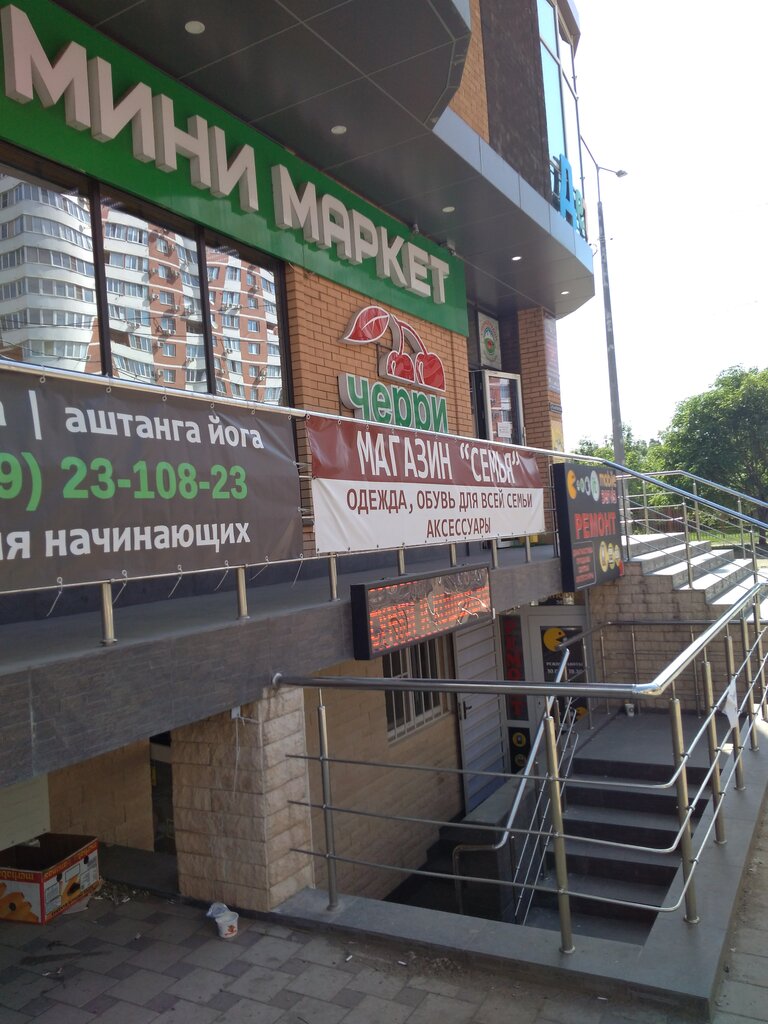 МИНИ МАРКЕТ
черри
| аштанга йога
9) 23-108-23
я начинающих
МАГАЗИН "СЕМЬЯ"
ОДЕЖДА, ОБУВЬ ДЛЯ ВСЕЙ СЕМЬИ
АКСЕССУАРЫ
РЕМОНТ